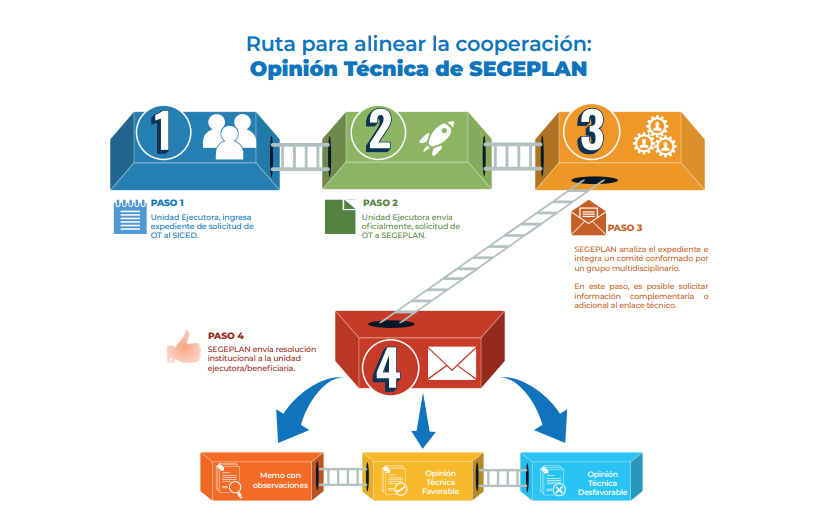 Ruta para alinear la cooperación:
Opinión Técnica de SEGEPLAN
1
2
3
PASO 1
Unidad Ejecutora, ingresa
expediente de solicitud de
OT al SICED.
PASO 2
Unidad Ejecutora envía
oficialmente, solicitud de
OT a SEGEPLAN.
PASO 3
SEGEPLAN analiza el expediente e
integra un comité conformado por
un grupo multidisciplinario.
En este paso, es posible solicitar
información complementaria o
adicional al enlace técnico.
PASO 4
SEGEPLAN envía resolución
institucional a la unidad
ejecutora/beneficiaria.
4
Memo con
observaciones
Opinión
Técnica
Favorable
Opinión
Técnica
Desfavorable